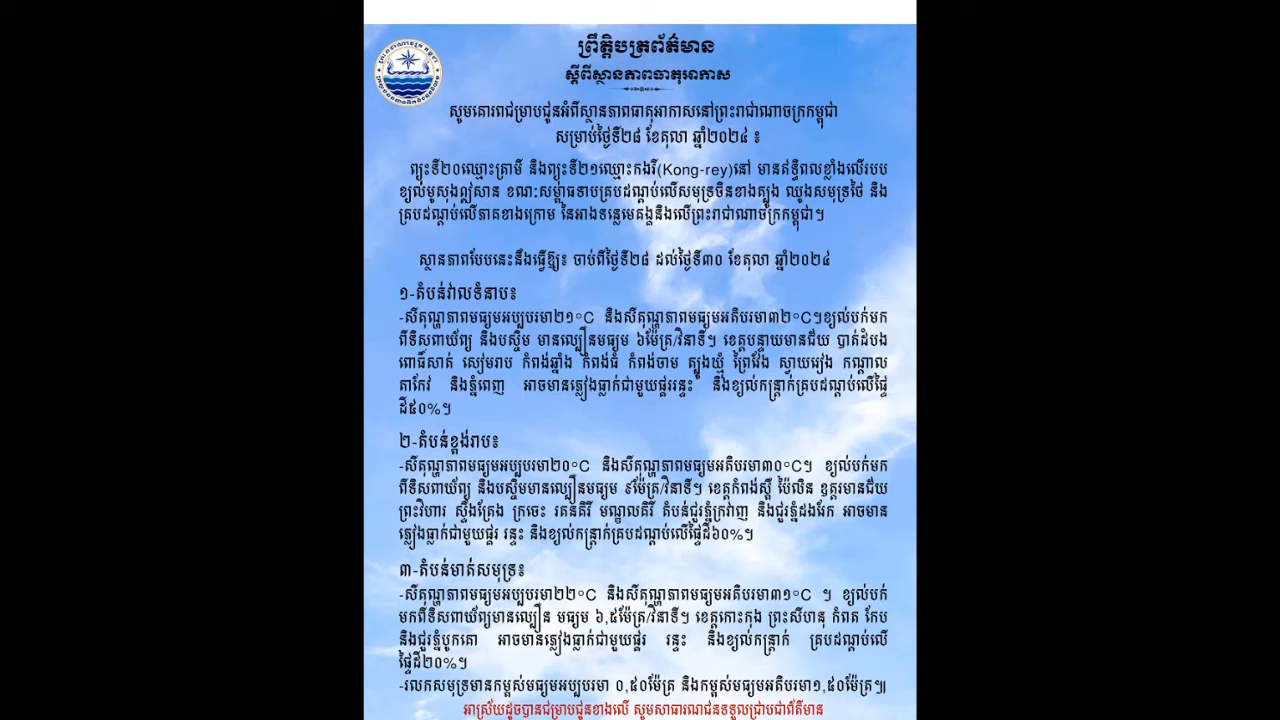 ព្រឹត្តិបត្រព័ត៌មាន
ស្តីពីស្ថានភាពធាតុអាកាស
សូមគោរពជម្រាបជូនអំពីស្ថានភាពធាតុអាកាសនៅព្រះរាជាណាចក្រកម្ពុជា
សម្រាប់ថ្ងៃទី២៨ ខែតុលា ឆ្នាំ២០២៤ ៖
ព្យុះទី២០ឈ្មោះត្រាមី និងព្យុះទី២១ឈ្មោះកងរី(Kong-rey)នៅ មានឥទ្ធិពលខ្លាំងលើរបប
ខ្យល់មូសុងឦសាន ខណៈសម្ពាធទាបគ្របដណ្តប់លើសមុទ្រចិនខាងត្បូង ឈូងសមុទ្រថៃ និង
គ្របដណ្តប់លើភាគខាងក្រោម នៃអាងទន្លេមេគង្គនឹងលើព្រះរាជាណាចក្រកម្ពុជា។
ស្ថានភាពបែបនេះនឹងធ្វើឱ្យ៖ ចាប់ពីថ្ងៃទី២៨ ដល់ថ្ងៃទី៣០ ខែតុលា ឆ្នាំ២០២៤
១-តំបន់វាលទំនាប៖
-សីតុណ្ហភាពមធ្យមអប្បបរមា២១°C និងសីតុណ្ហភាពមធ្យមអតិបរមា៣២°C។ខ្យល់បក់មក
ពីទិសពាយ័ព្យ និងបស្ចិម មានល្បឿនមធ្យម ៦ម៉ែត្រ/វិនាទី។ ខេត្តបន្ទាយមានជ័យ បាត់ដំបង
ពោធិ៍សាត់ សៀមរាប កំពង់ឆ្នាំង កំពង់ធំ កំពង់ចាម ត្បូងឃ្មុំ ព្រៃវែង ស្វាយរៀង កណ្តាល
តាកែវ និងភ្នំពេញ អាចមានភ្លៀងធ្លាក់ជាមួយផ្គររន្ទះ និងខ្យល់កន្ត្រាក់គ្របដណ្តប់លើផ្ទៃ
ដី៥០%។
២-តំបន់ខ្ពង់រាប៖
-សីតុណ្ហភាពមធ្យមអប្បបរមា២០°C និងសីតុណ្ហភាពមធ្យមអតិបរមា៣០°C។ ខ្យល់បក់មក
ពីទិសពាយ័ព្យ និងបស្ចិមមានល្បឿនមធ្យម ៩ម៉ែត្រ/វិនាទី។ ខេត្តកំពង់ស្ពឺ ប៉ៃលិន ឧត្តរមានជ័យ
ព្រះវិហារ ស្ទឹងត្រែង ក្រចេះ រតនគិរី មណ្ឌលគិរី តំបន់ជួរភ្នំក្រវាញ និងជួរភ្នំដងរែក អាចមាន
ភ្លៀងធ្លាក់ជាមួយផ្គរ រន្ទះ និងខ្យល់កន្ត្រាក់គ្របដណ្តប់លើផ្ទៃដី៦០%។
៣-តំបន់មាត់សមុទ្រ៖
-សីតុណ្ហភាពមធ្យមអប្បបរមា២២°C និងសីតុណ្ហភាពមធ្យមអតិបរមា៣១°C ។ ខ្យល់បក់
មកពីទិសពាយ័ព្យមានល្បឿន មធ្យម ៦,៥ម៉ែត្រ/វិនាទី។ ខេត្តកោះកុង ព្រះសីហនុ កំពត កែប
និងជួរភ្នំបូកគោ អាចមានភ្លៀងធ្លាក់ជាមួយផ្គរ រន្ទះ និងខ្យល់កន្ត្រាក់ គ្របដណ្តប់លើ
ផ្ទៃដី២០%។
-រលកសមុទ្រមានកម្ពស់មធ្យមអប្បបរមា ០,៥០ម៉ែត្រ និងកម្ពស់មធ្យមអតិបរមា១,៥០ម៉ែត្រ៕
អាស្រ័យដូចបានជម្រាបជូនខាងលើ សូមសាធារណជនទទួលជ្រាបជាព័ត៌មាន